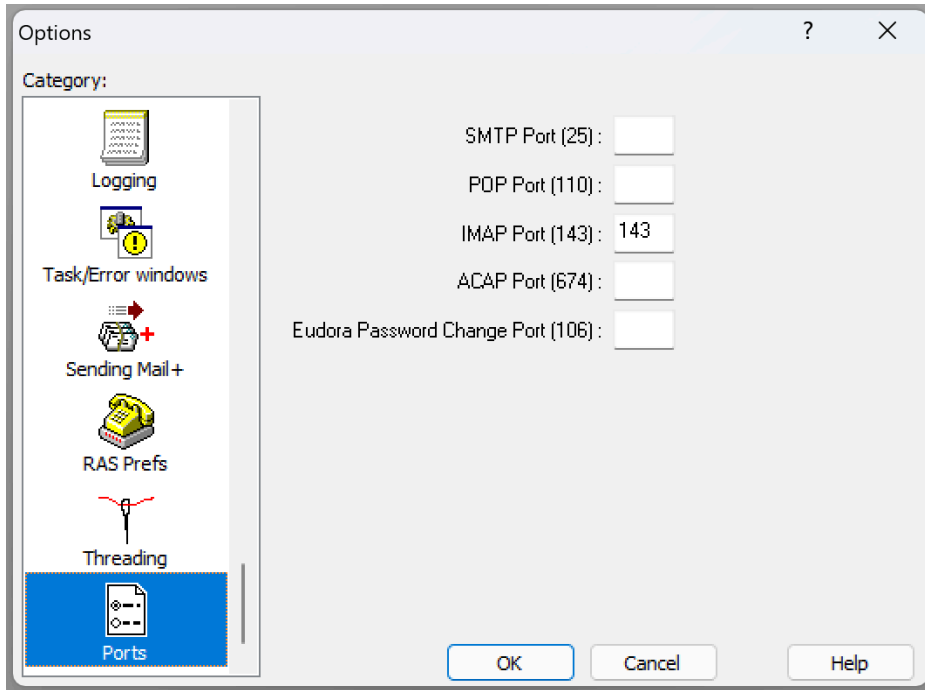 Options
?
Category:
Logging
Task/Error windows
Sending Mail+
RAS Prefs
Threading
Ports
SMTP Port (25) :
POP Port (110) :
IMAP Port (143) : 143
ACAP Port (674) :
Eudora Password Change Port (106) :
OK
Cancel
Help